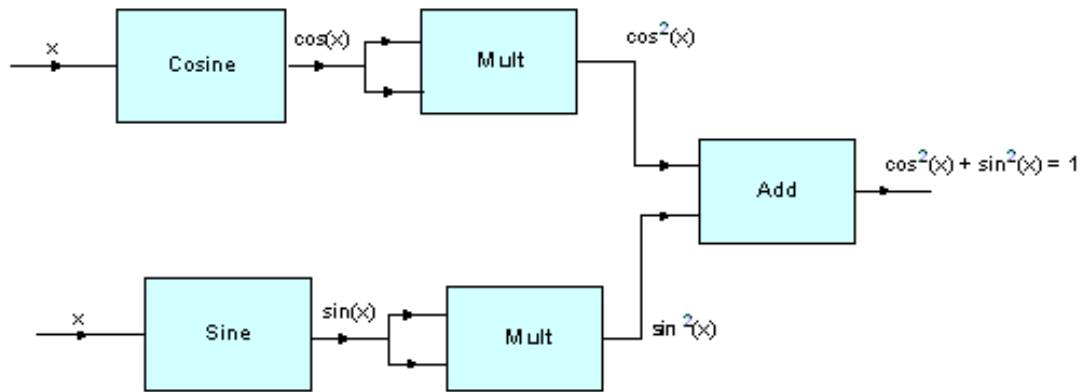 x
Cosine
cos(x)
Mult
cos²(x)
Add
cos²(x) + sin²(x) = 1
x
Sine
sin(x)
Mult
sin ²(x)